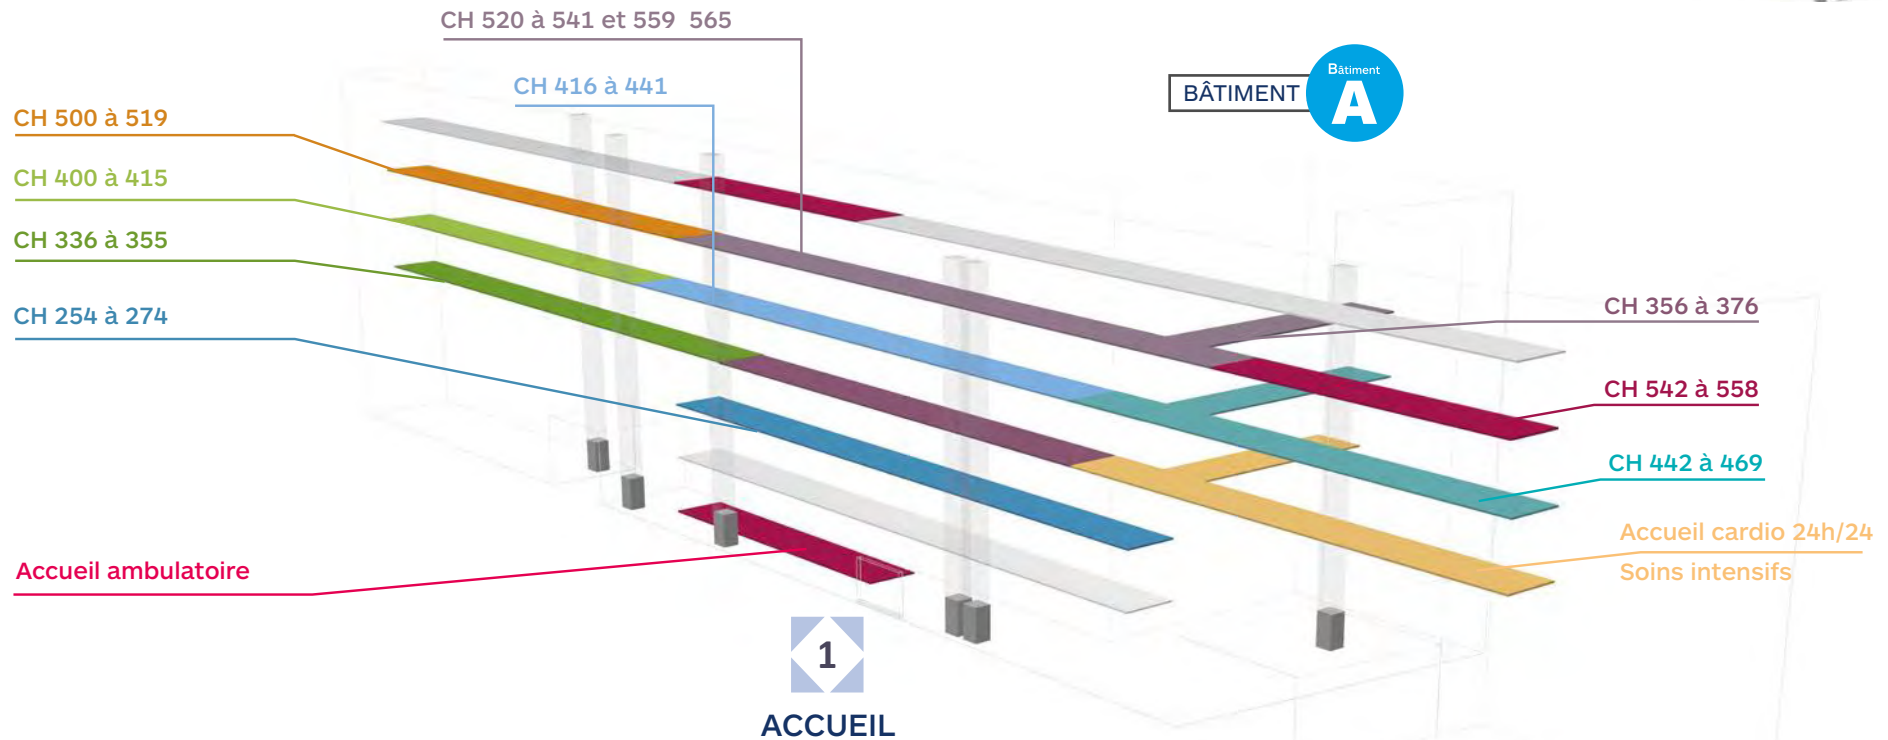 CH 520 à 541 et 559  565
CH 416 à 441
BÂTIMENT
Bâtiment
A
CH 500 à 519
CH 400 à 415
CH 336 à 355
CH 254 à 274
CH 356 à 376
CH 542 à 558
CH 442 à 469
Accueil cardio 24h/24
Soins intensifs
Accueil ambulatoire
1
ACCUEIL